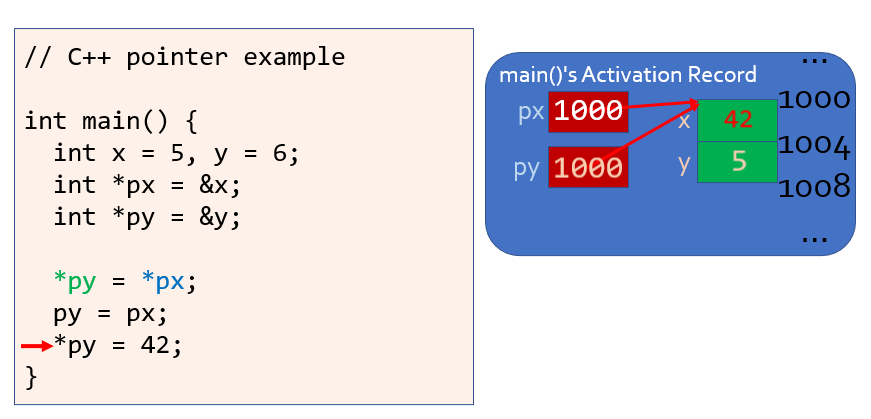 // C++ pointer example
int main() {
int x = 5, y = 6;
int *px = &x;
int *py = &y;
*py = *px;
py = px;
*py = 42;
}
...
main()'s Activation Record
px 1000 x 42 1000
1004
py 1000 y 5
1008
...